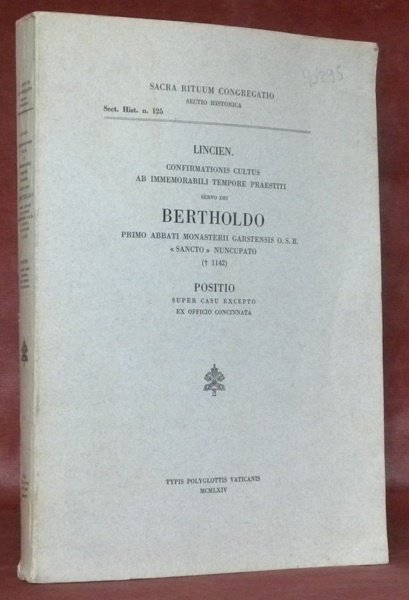 SACRA RITUUM CONGREGATIO
SECTIO HISTORICA
Sect. Hist. n. 125
LINCIEN.
CONFIRMATIONIS CULTUS
AB IMMEMORABILI TEMPORE PRAESTITI
SERVO DEI
BERTHOLDO
PRIMO ABBATI MONASTERII GARSTENSIS O. S. B.
« SANCTO » NUNCUPATO
(† 1142)
POSITIO
SUPER CASU EXCEPTO
EX OFFICIO CONCINNATA
TYPIS POLYGLOTTIS VATICANIS
MCMLXIV